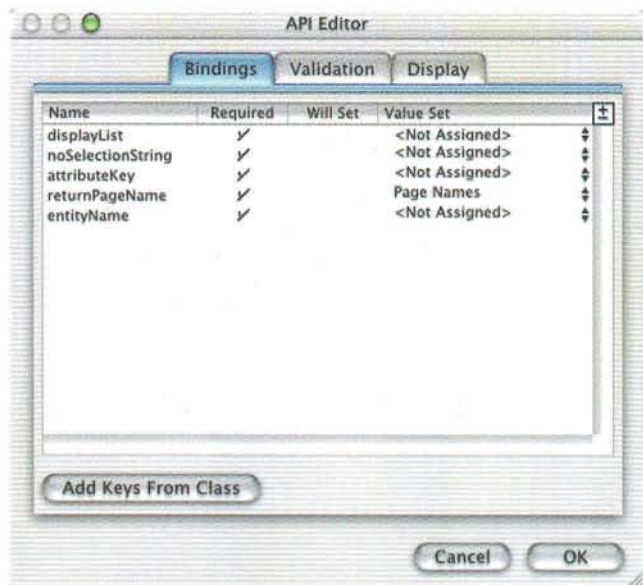 API Editor
Bindings Validation Display
Name Required Will Set Value Set ±
displayList ✓ <Not Assigned>
noSelectionString ✓ <Not Assigned>
attributeKey ✓ <Not Assigned>
returnPageName ✓ Page Names
entityName ✓ <Not Assigned>
Add Keys From Class
Cancel OK